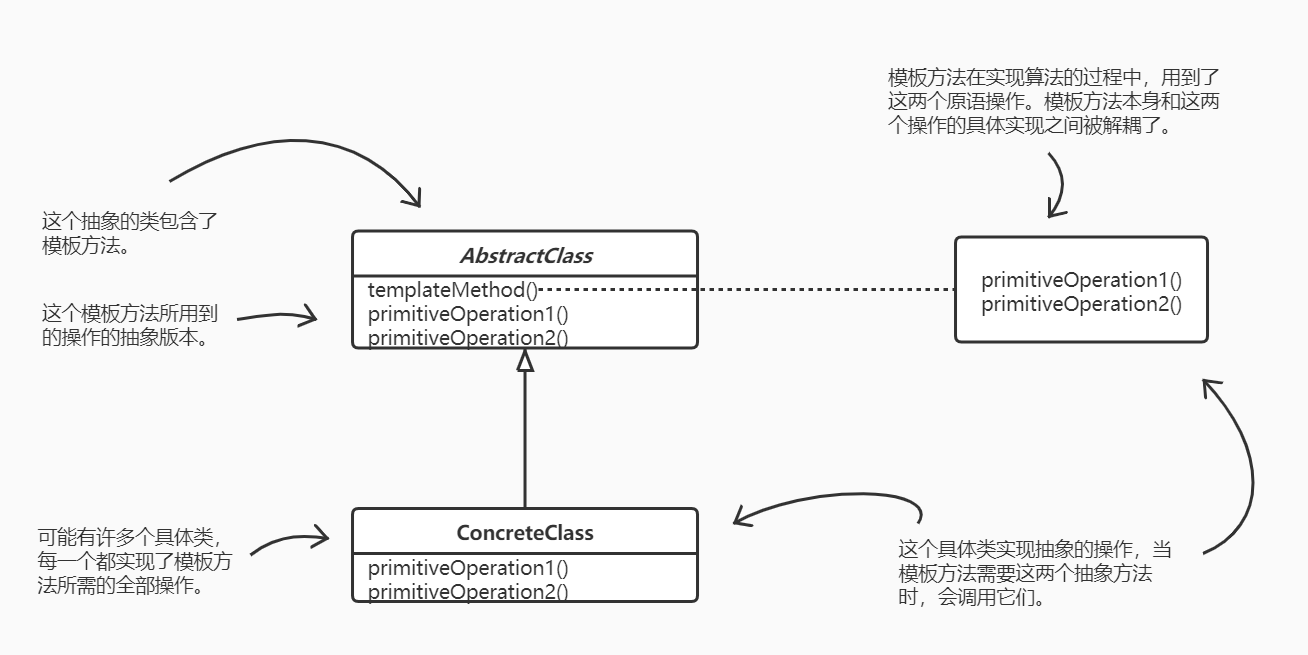 模板方法在实现算法的过程中，用到了
这两个原语操作。模板方法本身和这两
个操作的具体实现之间被解耦了。
这个抽象的类包含了
模板方法。
AbstractClass
templateMethod()
primitiveOperation1()
primitiveOperation2()
primitiveOperation1()
primitiveOperation2()
这个模板方法所用到
的操作的抽象版本。
可能有许多个具体类，
每一个都实现了模板方
法所需的全部操作。
ConcreteClass
primitiveOperation1()
primitiveOperation2()
这个具体类实现抽象的操作，当
模板方法需要这两个抽象方法
时，会调用它们。